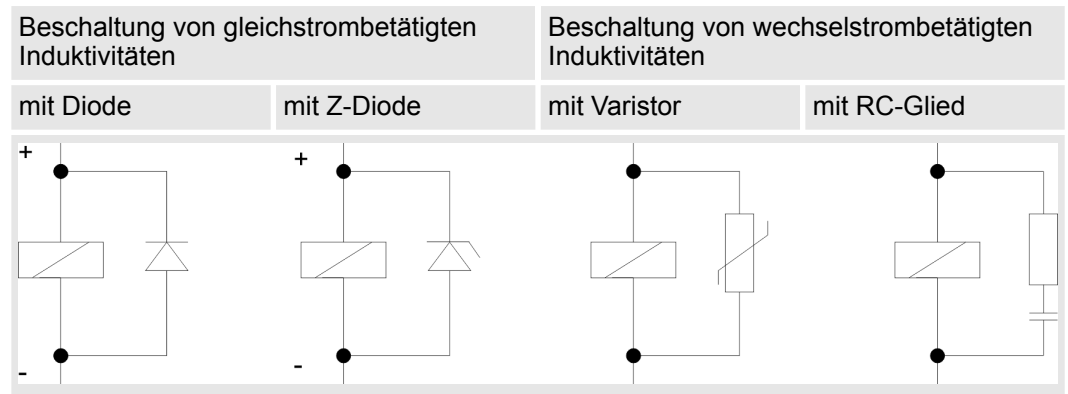 Beschaltung von gleichstrombetätigten
Induktivitäten
Beschaltung von wechselstrombetätigten
Induktivitäten
mit Diode
mit Z-Diode
mit Varistor
mit RC-Glied
+
+
-
-